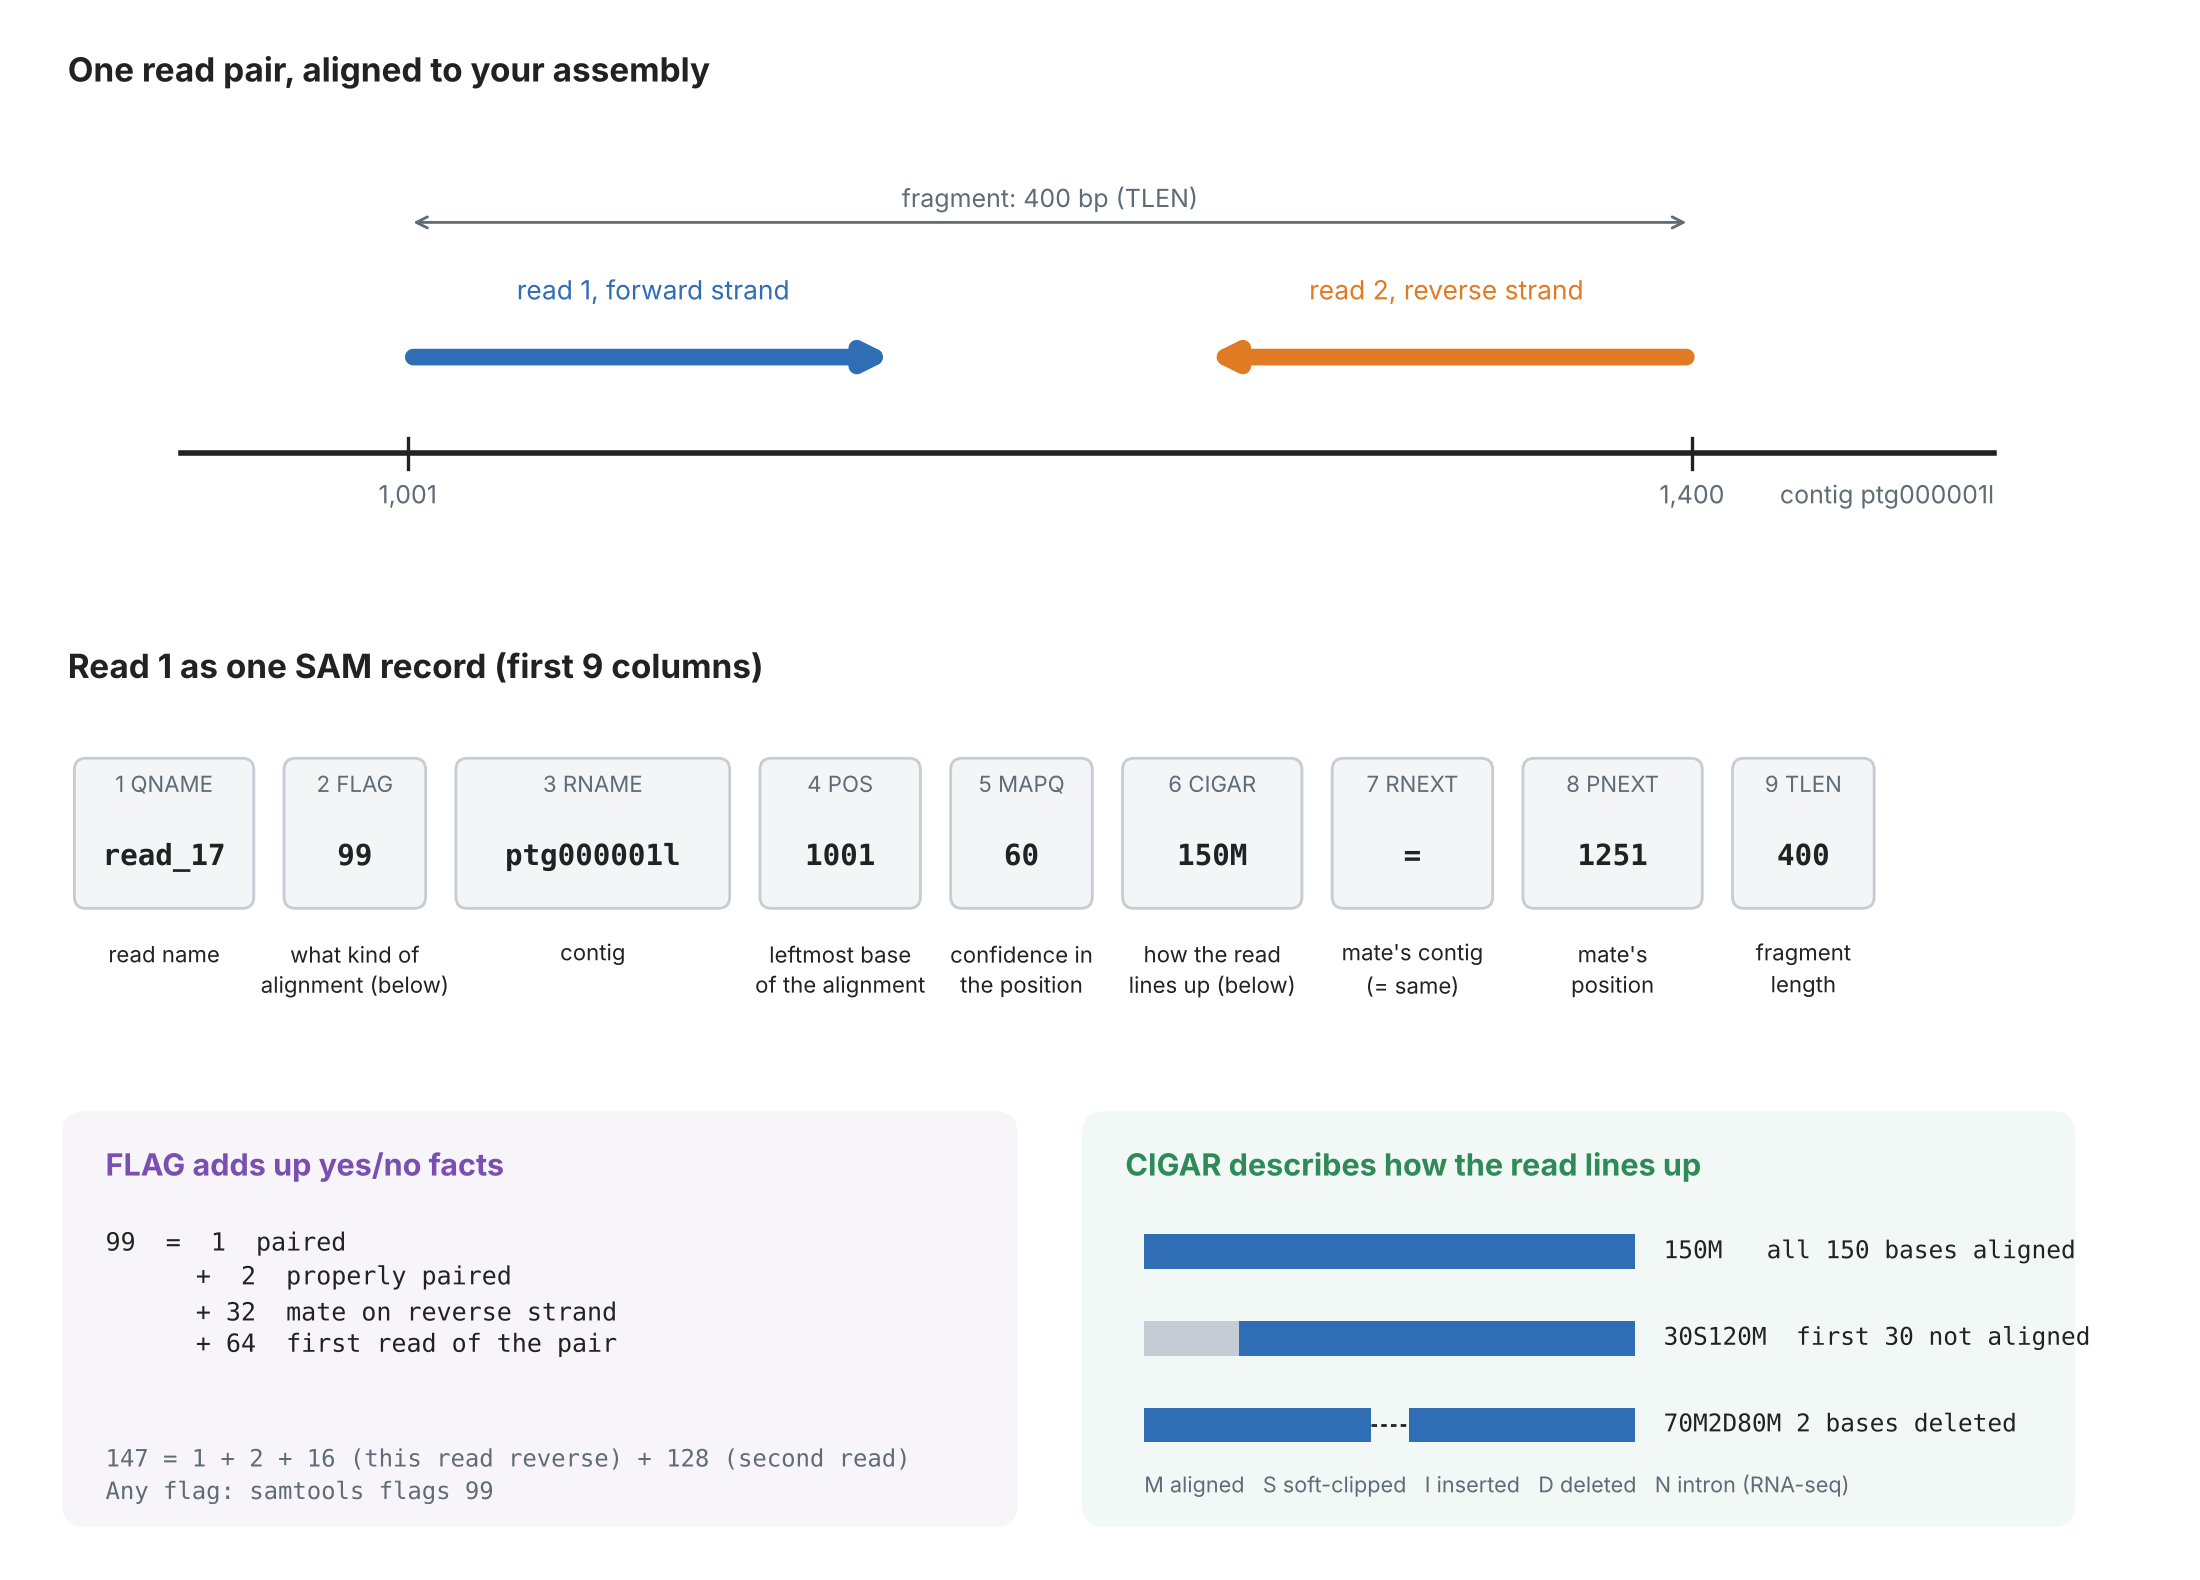 One read pair, aligned to your assembly
fragment: 400 bp (TLEN)
read 1, forward strand
read 2, reverse strand
1,001
1,400
contig ptg000001l
Read 1 as one SAM record (first 9 columns)
1 QNAME
2 FLAG
3 RNAME
4 POS
5 MAPQ
6 CIGAR
7 RNEXT
8 PNEXT
9 TLEN
read_17
99
ptg000001l
1001
60
150M
=
1251
400
read name
what kind of
alignment (below)
contig
leftmost base
of the alignment
confidence in
the position
how the read
lines up (below)
mate's contig
(= same)
mate's
position
fragment
length
FLAG adds up yes/no facts
99 = 1 paired
+ 2 properly paired
+ 32 mate on reverse strand
+ 64 first read of the pair
147 = 1 + 2 + 16 (this read reverse) + 128 (second read)
Any flag: samtools flags 99
CIGAR describes how the read lines up
150M all 150 bases aligned
30S120M first 30 not aligned
70M2D80M 2 bases deleted
M aligned S soft-clipped I inserted D deleted N intron (RNA-seq)